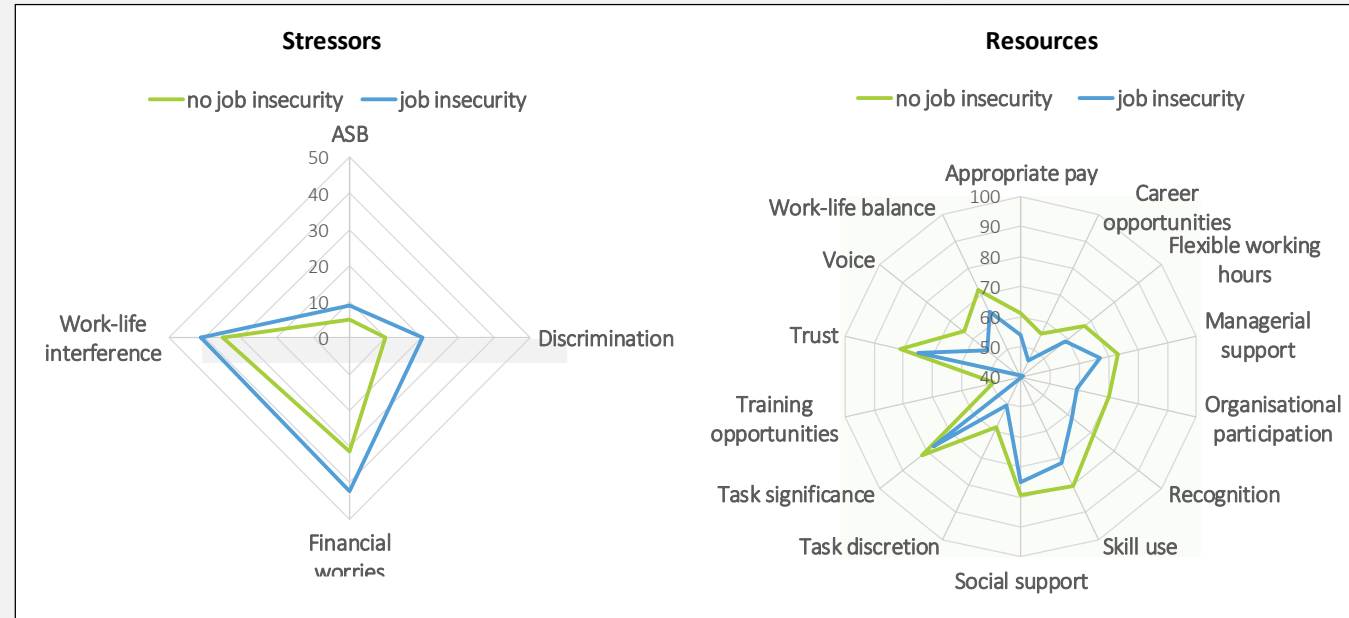 Stressors
no job insecurity
job insecurity
ASB
50
40
30
20
10
0
Work-life
interference
Discrimination
Financial
worries
Resources
no job insecurity
job insecurity
Appropriate pay
Career
opportunities
Flexible working
hours
Managerial
support
Organisational
participation
Recognition
Skill use
Social support
Task discretion
Task significance
Training
opportunities
Trust
Voice
Work-life balance
100
90
80
70
60
50
40